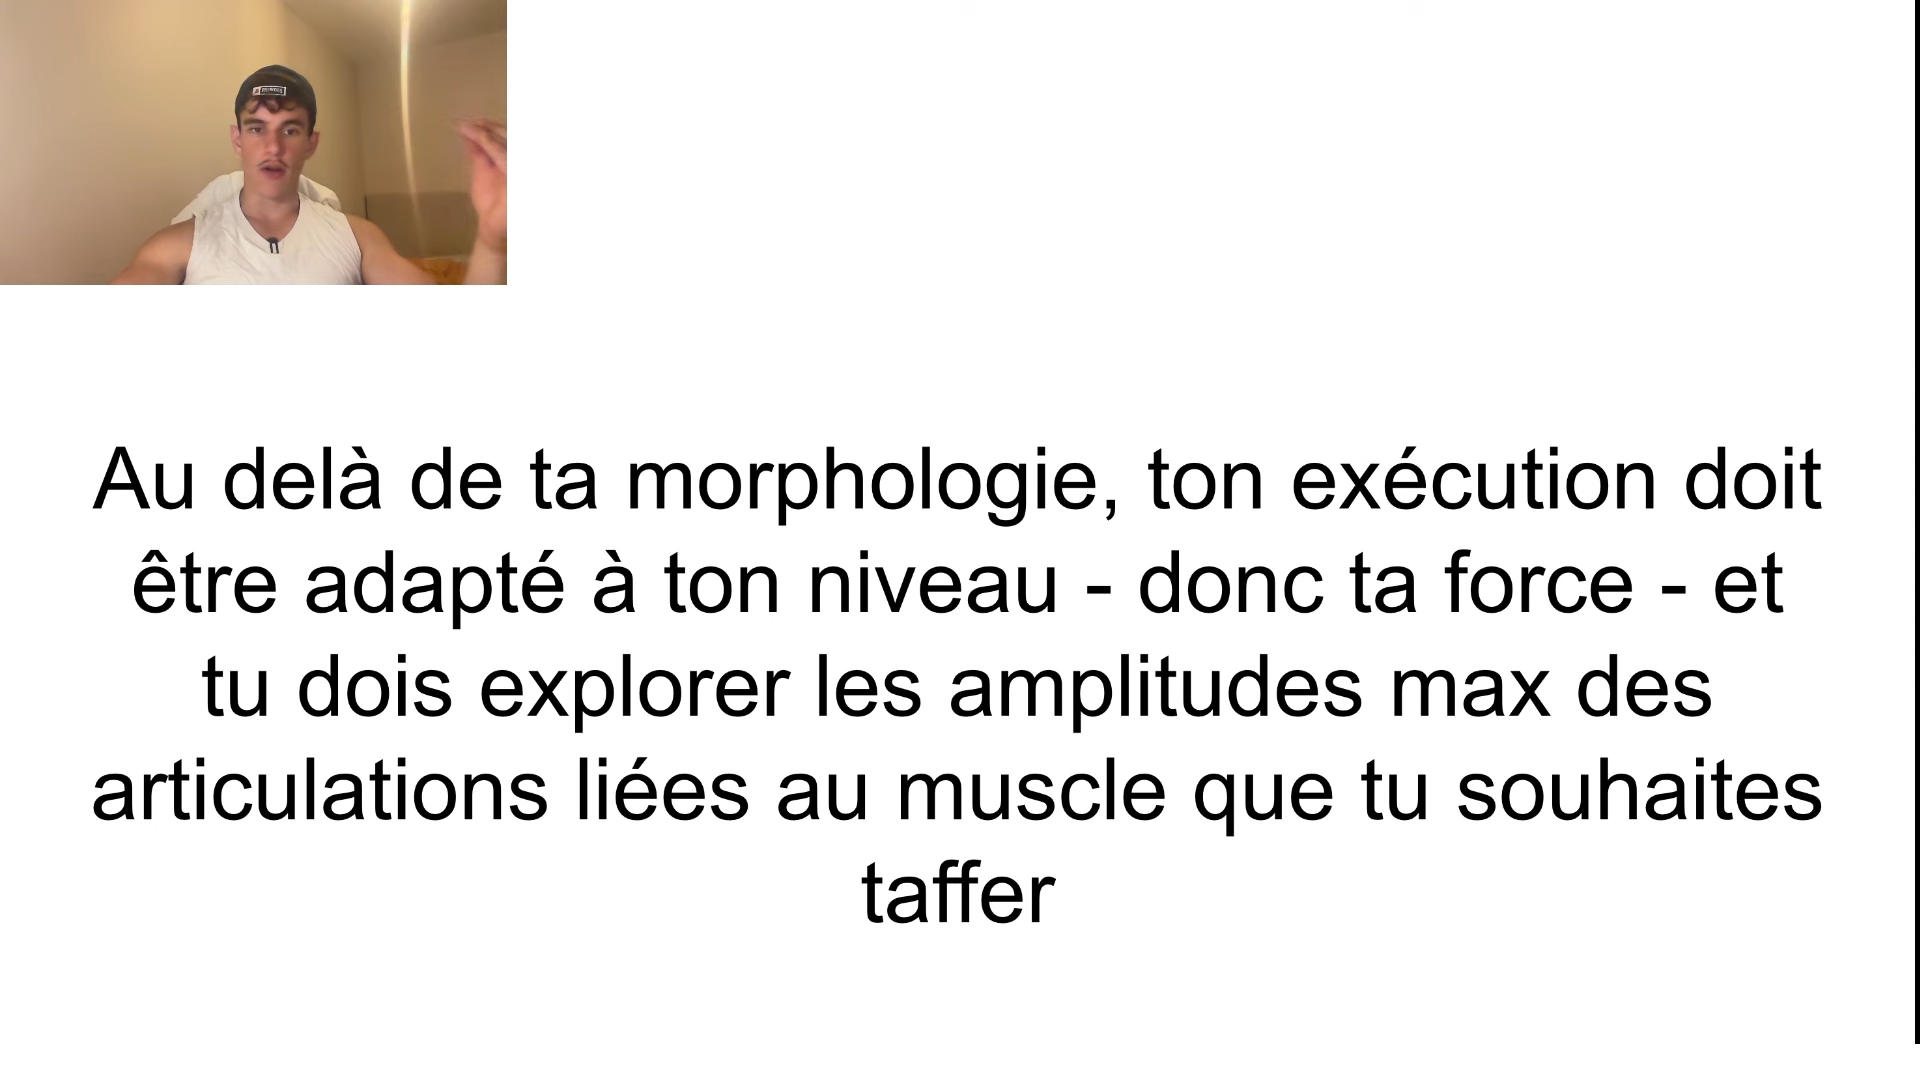 Au delà de ta morphologie, ton exécution doit
être adapté à ton niveau - donc ta force - et
tu dois explorer les amplitudes max des
articulations liées au muscle que tu souhaites
taffer